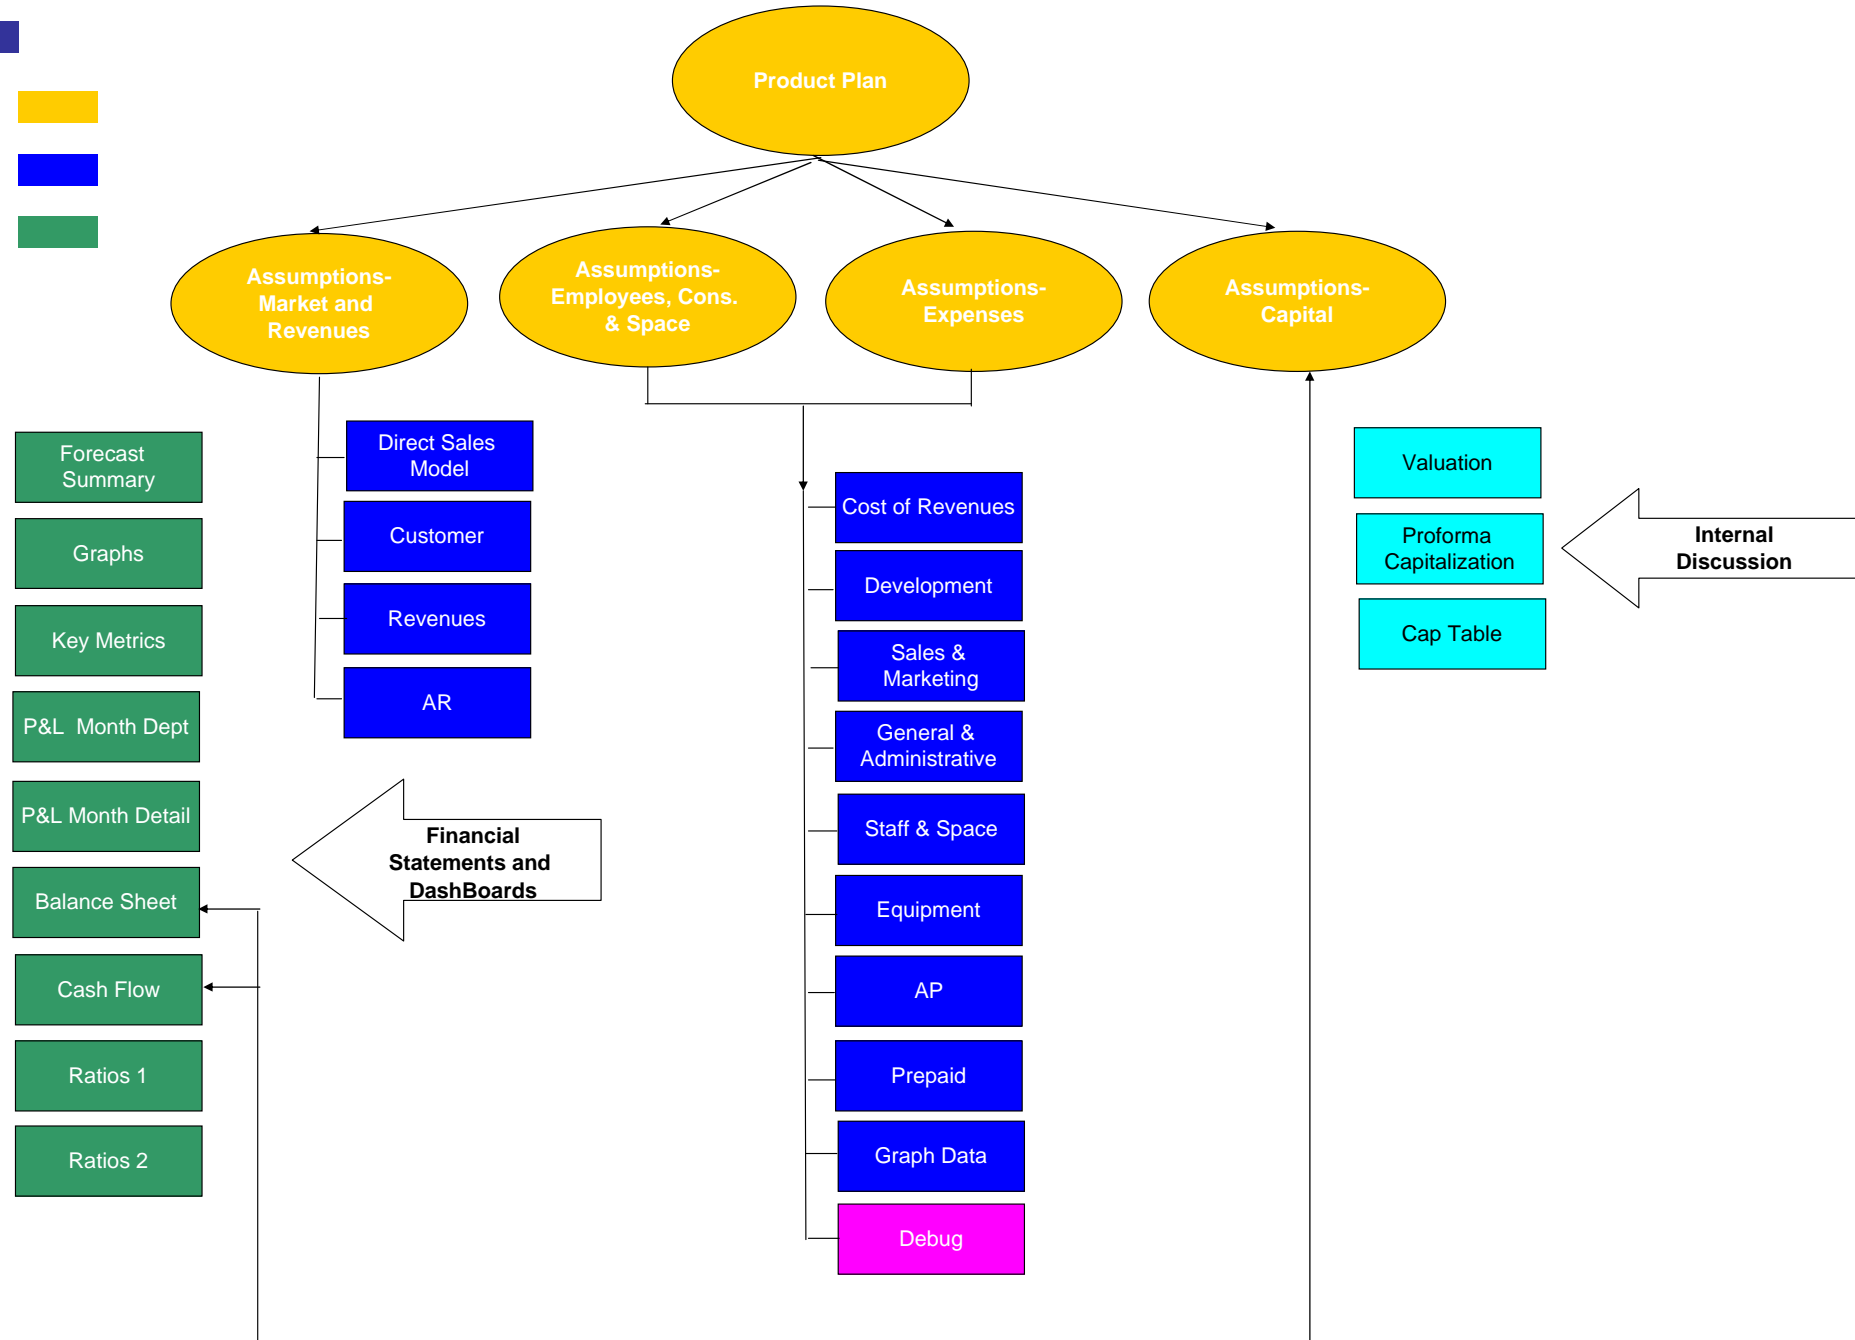 Product Plan
Assumptions-
Market and
Revenues
Assumptions-
Employees, Cons.
& Space
Assumptions-
Expenses
Assumptions-
Capital
Forecast
Summary
Graphs
Key Metrics
P&L  Month Dept
P&L Month Detail
Balance Sheet
Cash Flow
Ratios 1
Ratios 2
Direct Sales
Model
Customer
Revenues
AR
Financial
Statements and
DashBoards
Cost of Revenues
Development
Sales &
Marketing
General &
Administrative
Staff & Space
Equipment
AP
Prepaid
Graph Data
Debug
Valuation
Proforma
Capitalization
Cap Table
Internal
Discussion